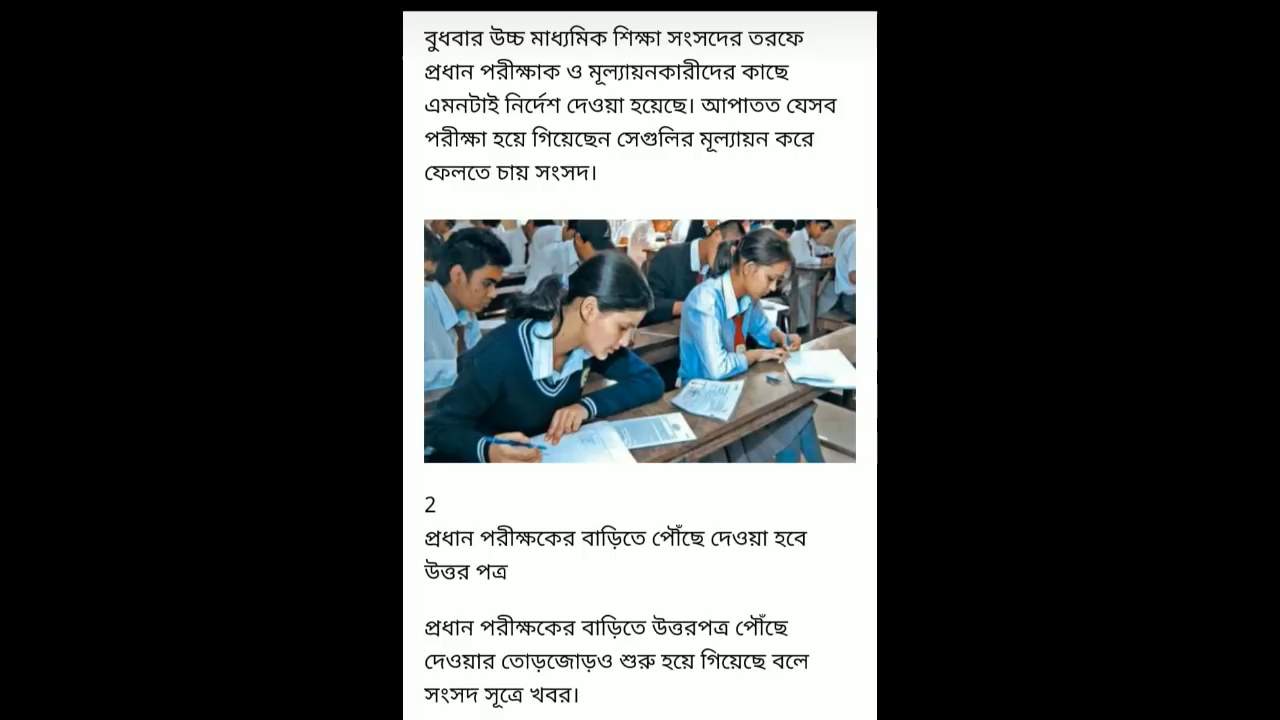 বুধবার উচ্চ মাধ্যমিক শিক্ষা সংসদের তরফে
প্রধান পরীক্ষাক ও মূল্যায়নকারীদের কাছে
এমনটাই নির্দেশ দেওয়া হয়েছে। আপাতত যেসব
পরীক্ষা হয়ে গিয়েছেন সেগুলির মূল্যায়ন করে
ফেলতে চায় সংসদ।
2
প্রধান পরীক্ষকের বাড়িতে পৌঁছে দেওয়া হবে
উত্তর পত্র
প্রধান পরীক্ষকের বাড়িতে উত্তরপত্র পৌঁছে
দেওয়ার তোড়জোড়ও শুরু হয়ে গিয়েছে বলে
সংসদ সূত্রে খবর।